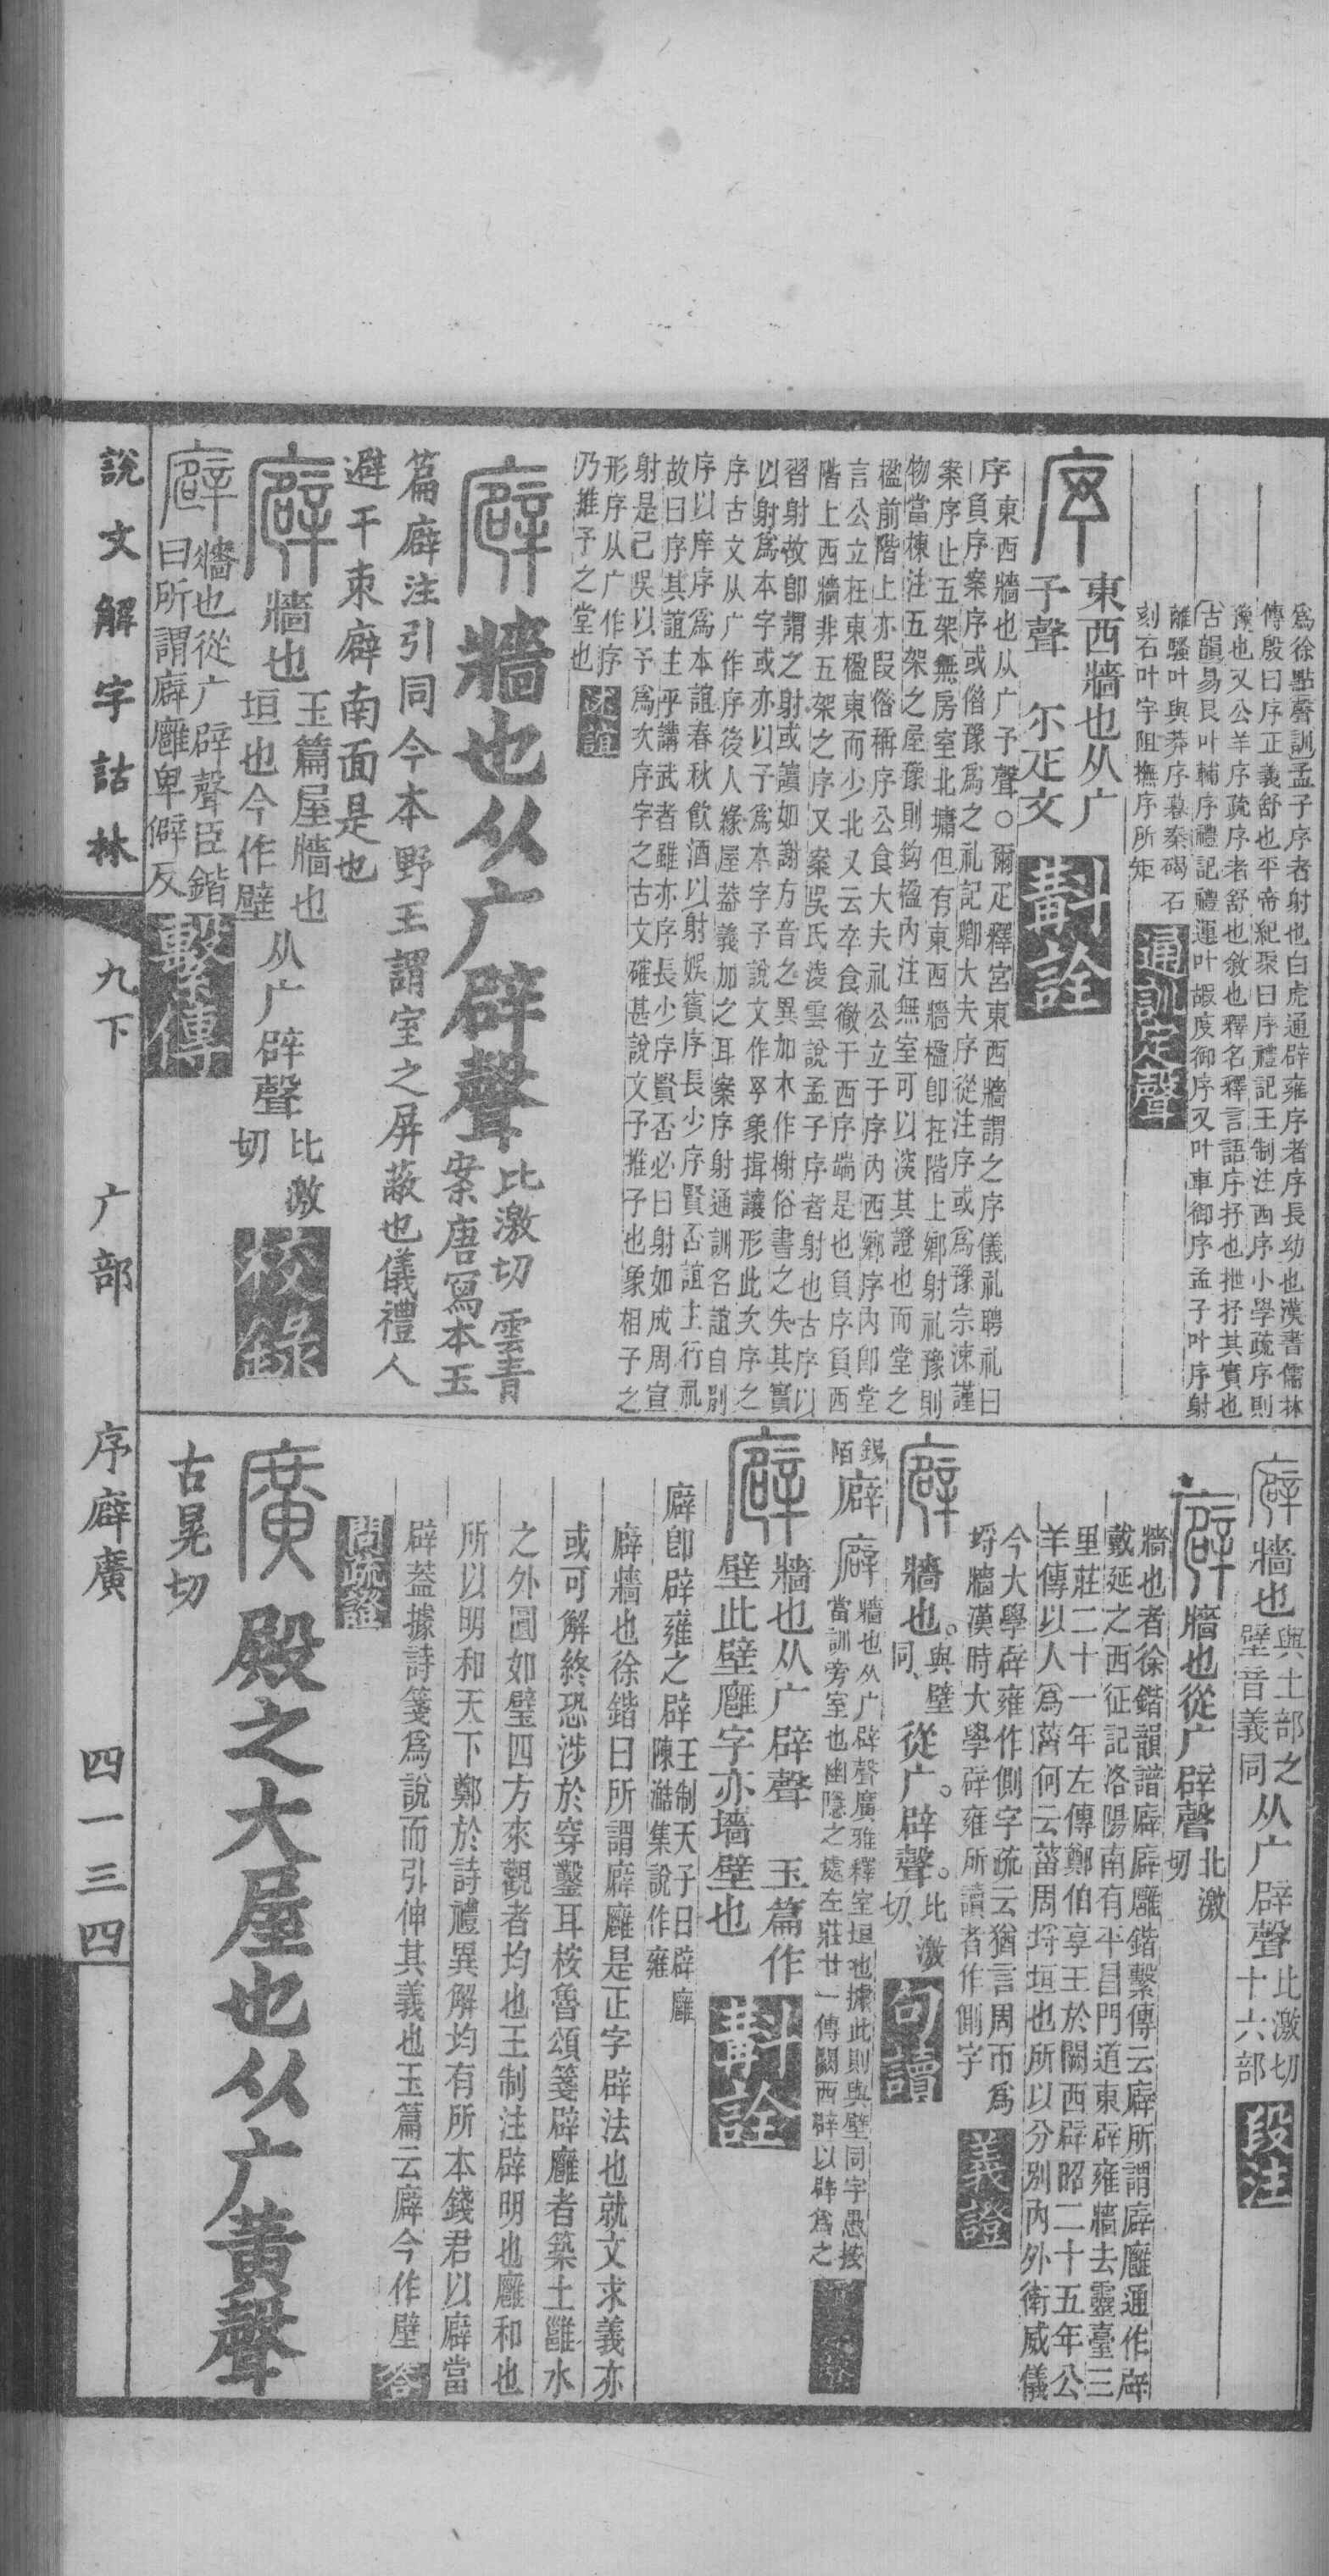 爲徐㸃聲訓孟子序者射也白虎通辟雍序者序長幼也漢書儒林
傳殷曰序正義舒也平帝紀聚曰序禮記王制注西序小學疏序則
豫也又公羊序疏序者舒也敘也釋名釋言語序抒也抴抒其實也
古韻易艮叶輔序禮記禮運叶嘏度御序又叶車御序孟子叶序射
離騷叶與莽序暮秦碣石
刻石叶宇阻撫序所矩
通訓定聲
東西牆也从广
予聲
尓疋文
斠詮
序東西牆也从广予聲○爾疋釋宮東西牆謂之序儀礼聘礼曰
負序案序或偕豫爲之礼記卿大夫序從注序或爲豫宗涑謹
案序止五架無房室北墉但有東西牆楹卽在階上鄉射礼豫則
物當棟注五架之屋豫則鈎楹內注無室可以淡其證也而堂之
楹前階上亦叚偕稱序公食大夫礼公立于序內西鄉序內卽堂
言公立在東楹東而少北又云卒食徹于西序端是也負序負西
階上西牆非五架之序又案吳氏淩雲說孟子序者射也古序以
習射故卽謂之射或讀如謝方音之異加木作榭俗書之失其實
以射爲本字或亦以予爲本字予說文作𠄔象揖讓形此次序之
序古文从广作序後人緣屋葢義加之耳案序射通訓名誼自別
序以庠序爲本誼春秋飮酒以射娛賓序長少序賢否誼主行礼
故曰序其誼主乎講武者雖亦序長少序賢否必曰射如成周宣
射是己吳以予爲次序字之古文確甚說文予推予也象相予之
形序从广作序
乃推予之堂也
述誼
廦牆也从广辟聲
比激切 雲青
案唐寫本玉
篇廦注引同今本野王謂室之屏蔽也儀禮人
避干東廦南面是也
牆也
玉篇屋牆也
垣也今作壁
从广辟聲
比激
切
校錄
牆也從广辟聲臣鍇
曰所謂廦廱卑僻反
繫傳
說文解字詁林
九下
广部
序廦廣
四一三四
牆也
與土部之
壁音義同
从广辟聲
比激切
十六部
段注
牆也從广辟聲
北激
切
牆也者徐鍇韻譜廦廦廱鍇繫傳云廦所謂廦廱通作辟
戴延之西征記洛陽南有平昌門道東辟雍牆去靈臺三
里莊二十一年左傳鄭伯享王於闕西辟昭二十五年公
羊傳以人爲菑何云菑周埒垣也所以分別內外衛威儀
今大學辟雍作側字疏云猶言周帀爲
埒牆漢時大學辟雍所讀者作側字
義證
牆也
與壁
同
從广辟聲
比激
切
句讀
錫
陌
廦
廦
牆也从广辟聲廣雅釋室垣也據此則與壁同字愚按
當訓旁室也幽隱之處左莊廿一傳闕西辟以辟爲之
牆也从广辟聲 玉篇作
壁此壁廱字亦墻壁也
斠詮
廦卽辟雍之辟
王制天子曰辟廱
陳澔集說作雍
廦牆也徐鍇曰所謂廦廱是正字辟法也就文求義亦
或可解終恐涉於穿鑿耳桉魯頌箋辟廱者築土雝水
之外圓如璧四方來觀者均也王制注辟明也廱和也
所以明和天下鄭於詩禮異解均有所本錢君以廦當
辟葢據詩箋爲說而引伸其義也玉篇云廦今作壁
殿之大屋也从广黃聲
古晃切